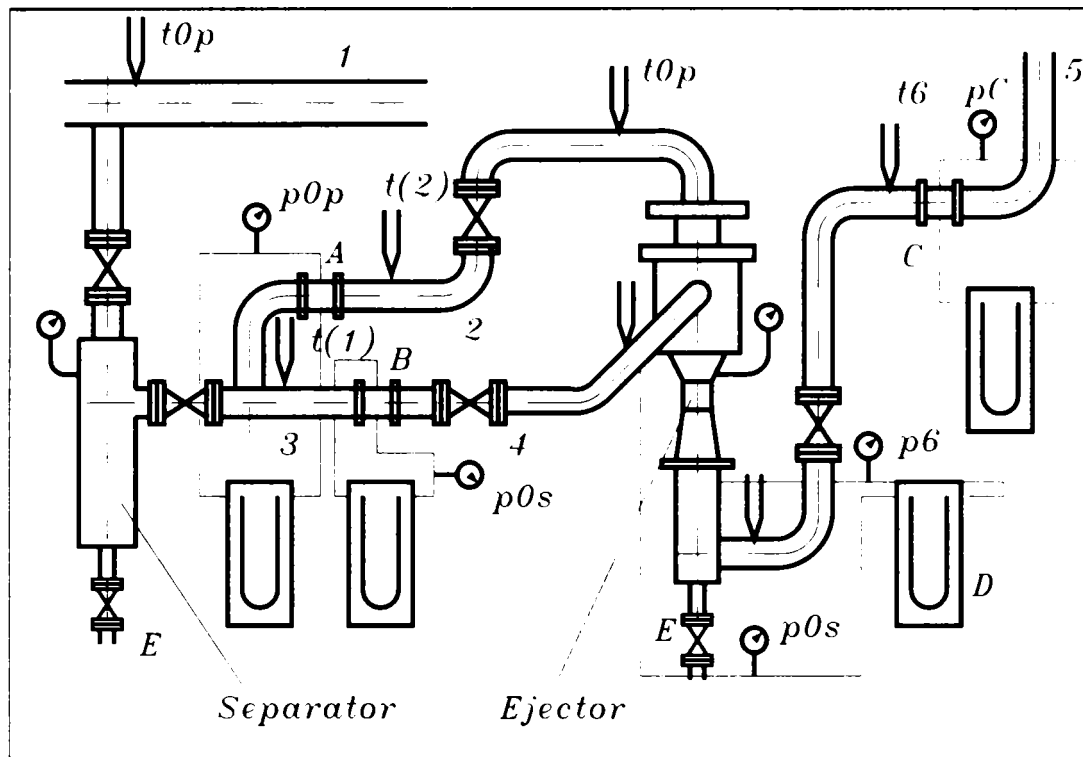 t0p
1
t0p
5
t6
pC
t(2)
p0p
A
C
2
t(1)
B
3
4
p6
p0s
D
E
E
p0s
Separator
Ejector